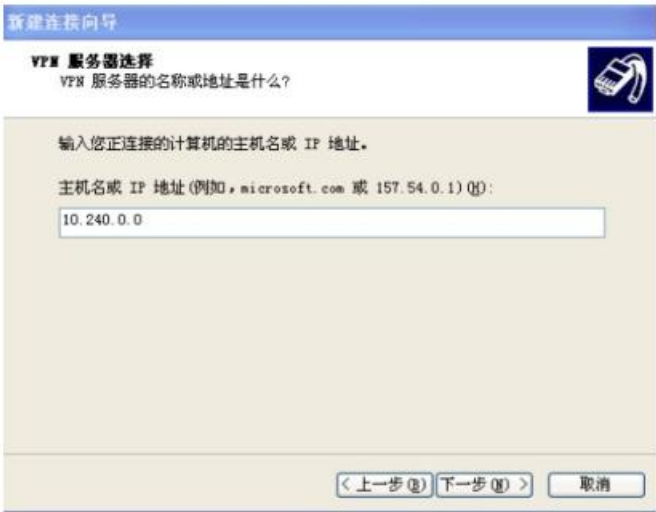 新建连接向导
VPN 服务器选择
VPN 服务器的名称或地址是什么?
输入您正连接的计算机的主机名或 IP 地址。
主机名或 IP 地址(例如,microsoft.com 或 157.54.0.1)(H):
10.240.0.0
< 上一步(B) 下一步(N) > 取消